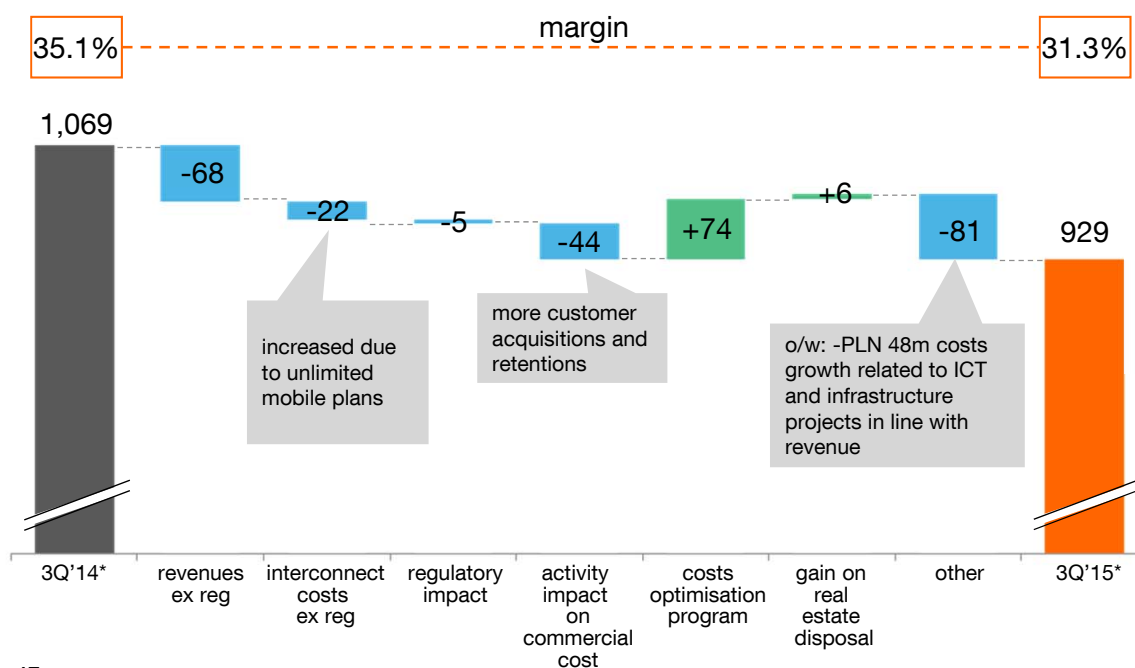 margin
35.1%
31.3%
1,069
-68
-22
-5
-44
+74
+6
-81
929
increased due
to unlimited
mobile plans
more customer
acquisitions and
retentions
o/w: -PLN 48m costs
growth related to ICT
and infrastructure
projects in line with
revenue
3Q'14*
revenues
ex reg
interconnect
costs
ex reg
regulatory
impact
activity
impact
on
commercial
cost
costs
optimisation
program
gain on
real
estate
disposal
other
3Q'15*